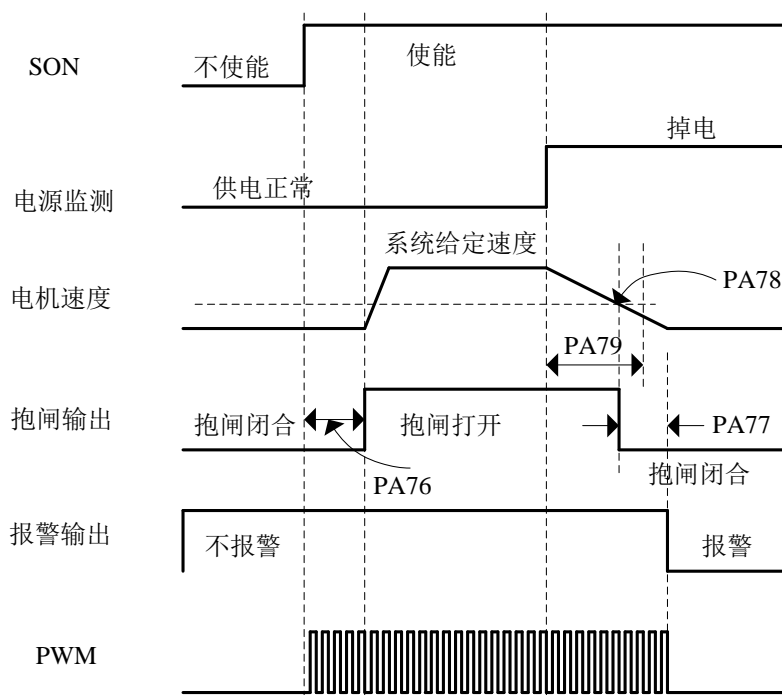 SON
不使能
使能
掉电
电源监测
供电正常
系统给定速度
电机速度
PA78
PA79
抱闸输出
抱闸闭合
抱闸打开
PA77
抱闸闭合
PA76
报警输出
不报警
报警
PWM